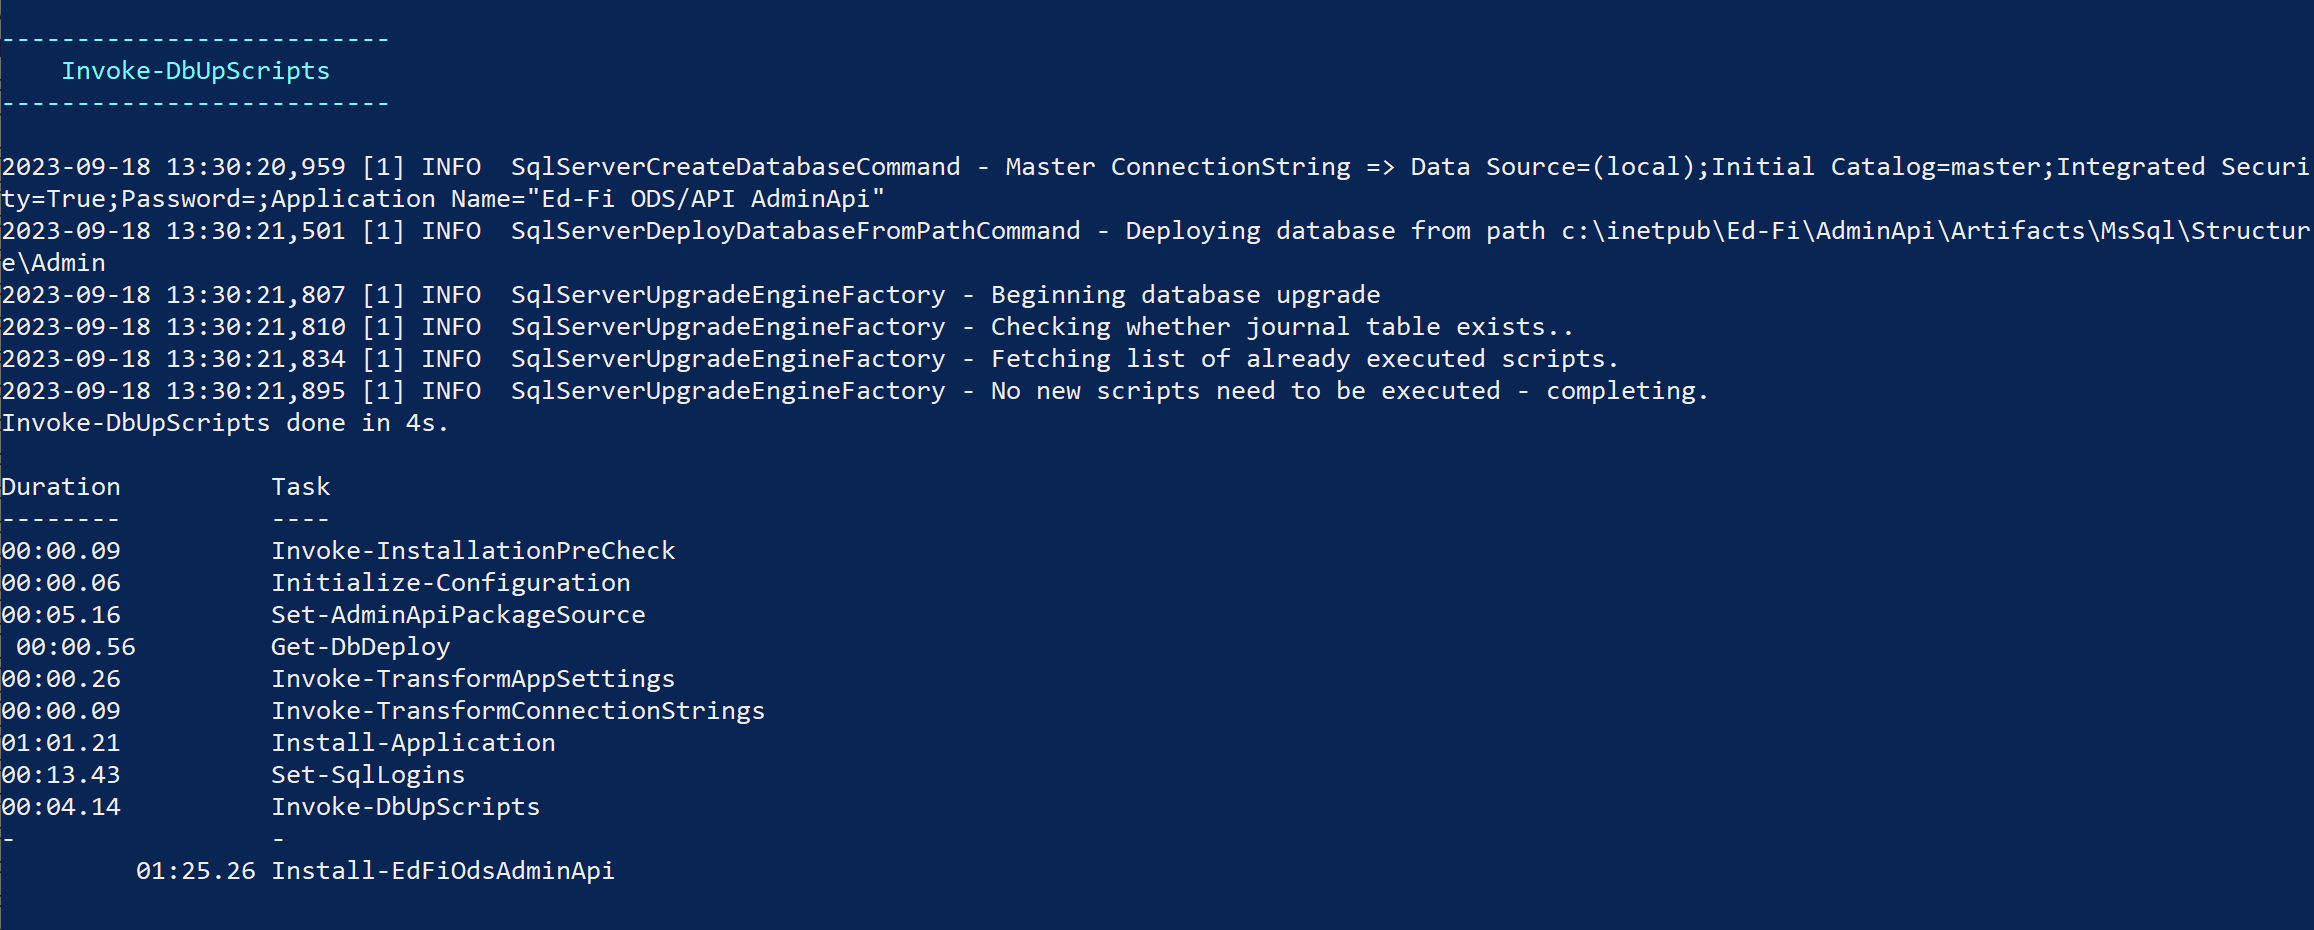 --------------------------
    Invoke-DbUpScripts
--------------------------
2023-09-18 13:30:20,959 [1] INFO  SqlServerCreateDatabaseCommand - Master ConnectionString => Data Source=(local);Initial Catalog=master;Integrated Securi
ty=True;Password=;Application Name="Ed-Fi ODS/API AdminApi"
2023-09-18 13:30:21,501 [1] INFO  SqlServerDeployDatabaseFromPathCommand - Deploying database from path c:\inetpub\Ed-Fi\AdminApi\Artifacts\MsSql\Structur
e\Admin
2023-09-18 13:30:21,807 [1] INFO  SqlServerUpgradeEngineFactory - Beginning database upgrade
2023-09-18 13:30:21,810 [1] INFO  SqlServerUpgradeEngineFactory - Checking whether journal table exists..
2023-09-18 13:30:21,834 [1] INFO  SqlServerUpgradeEngineFactory - Fetching list of already executed scripts.
2023-09-18 13:30:21,895 [1] INFO  SqlServerUpgradeEngineFactory - No new scripts need to be executed - completing.
Invoke-DbUpScripts done in 4s.
Duration          Task
--------          ----
00:00.09          Invoke-InstallationPreCheck
00:00.06          Initialize-Configuration
00:05.16          Set-AdminApiPackageSource
 00:00.56         Get-DbDeploy
00:00.26          Invoke-TransformAppSettings
00:00.09          Invoke-TransformConnectionStrings
01:01.21          Install-Application
00:13.43          Set-SqlLogins
00:04.14          Invoke-DbUpScripts
-                 -
         01:25.26 Install-EdFiOdsAdminApi